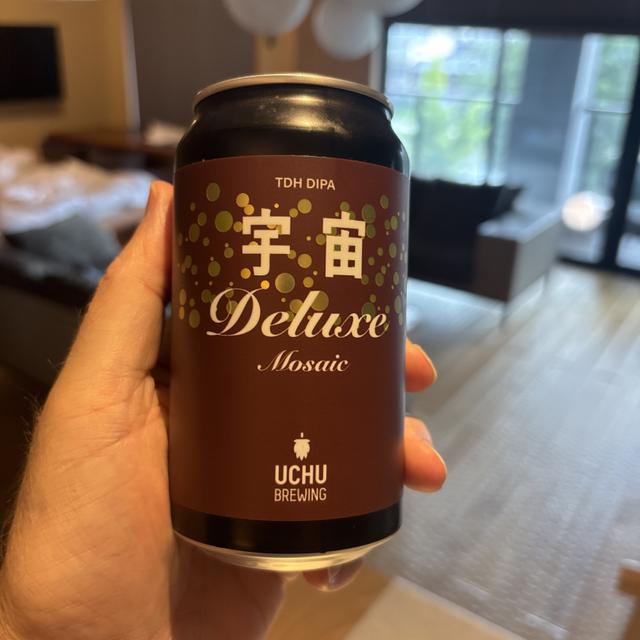 TDH DIPA
宇宙
Deluxe
Mosaic
UCHU
BREWING